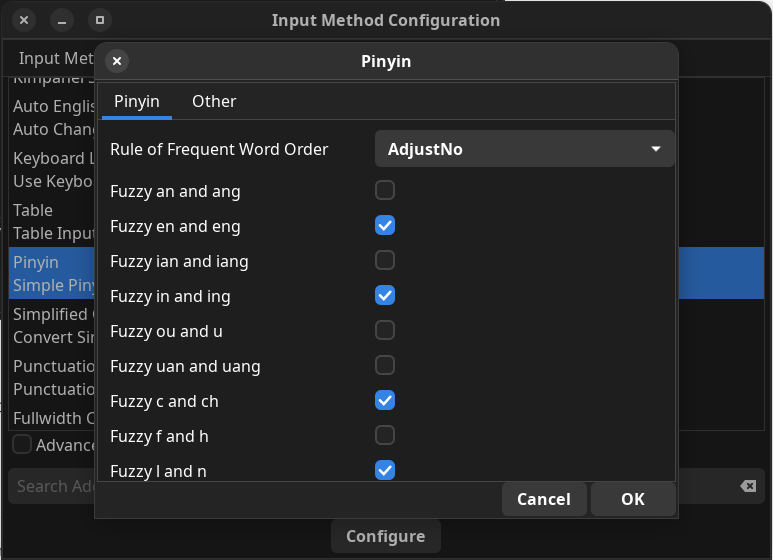 Input Method Configuration
Input Met
Pinyin
Pinyin Other
Rule of Frequent Word Order AdjustNo
Fuzzy an and ang
Fuzzy en and eng
Fuzzy ian and iang
Fuzzy in and ing
Fuzzy ou and u
Fuzzy uan and uang
Fuzzy c and ch
Fuzzy f and h
Fuzzy l and n
Cancel OK
Auto Englis
Auto Chang
Keyboard L
Use Keybo
Table
Table Input
Pinyin
Simple Piny
Simplified
Convert Sin
Punctuatio
Punctuatio
Fullwidth C
Advance
Search Add
Configure